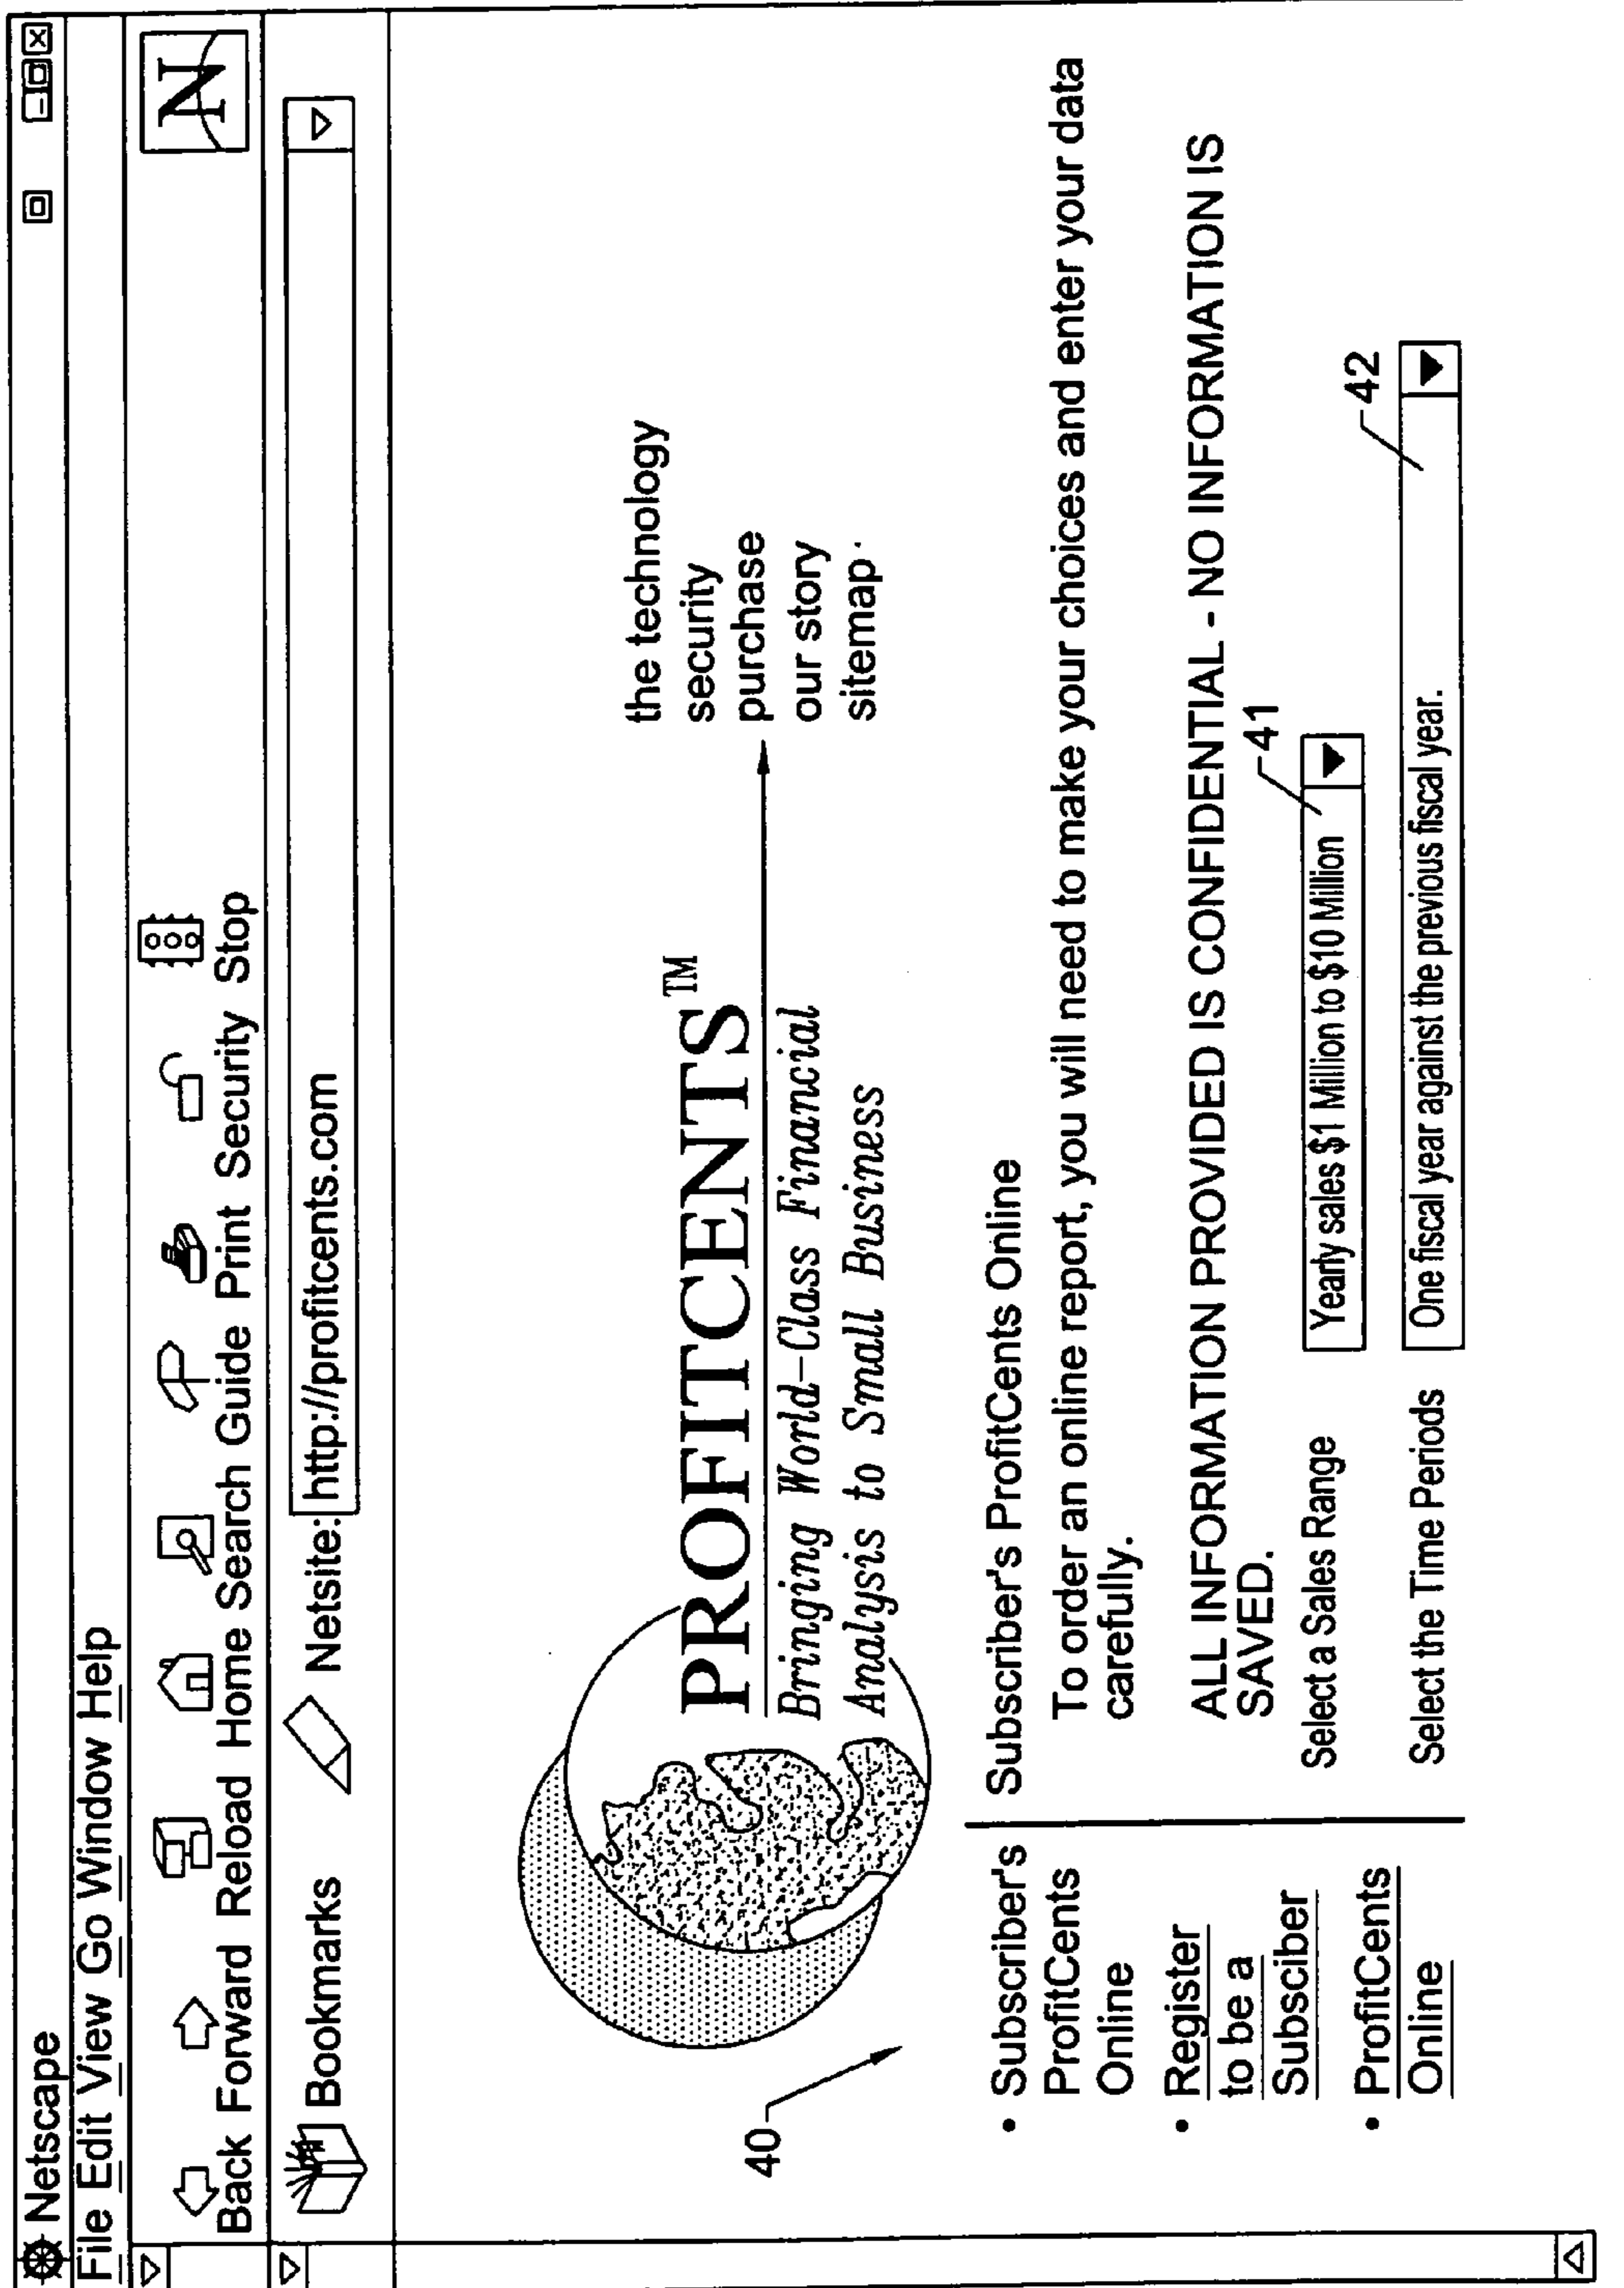 Netscape
File Edit View Go Window Help
Back Forward Reload Home Search Guide Print Security Stop
N
Bookmarks Netsite: http://profitcents.com
40
PROFITCENTS™
Bringing World-Class Financial
Analysis to Small Business
the technology
security
purchase
our story
sitemap
• Subscriber's
ProfitCents
Online
• Register
to be a
Subsciber
• ProfitCents
Online
Subscriber's ProfitCents Online
To order an online report, you will need to make your choices and enter your data
carefully.
ALL INFORMATION PROVIDED IS CONFIDENTIAL - NO INFORMATION IS
SAVED.
41
Select a Sales Range Yearly sales $1 Million to $10 Million
42
Select the Time Periods One fiscal year against the previous fiscal year.